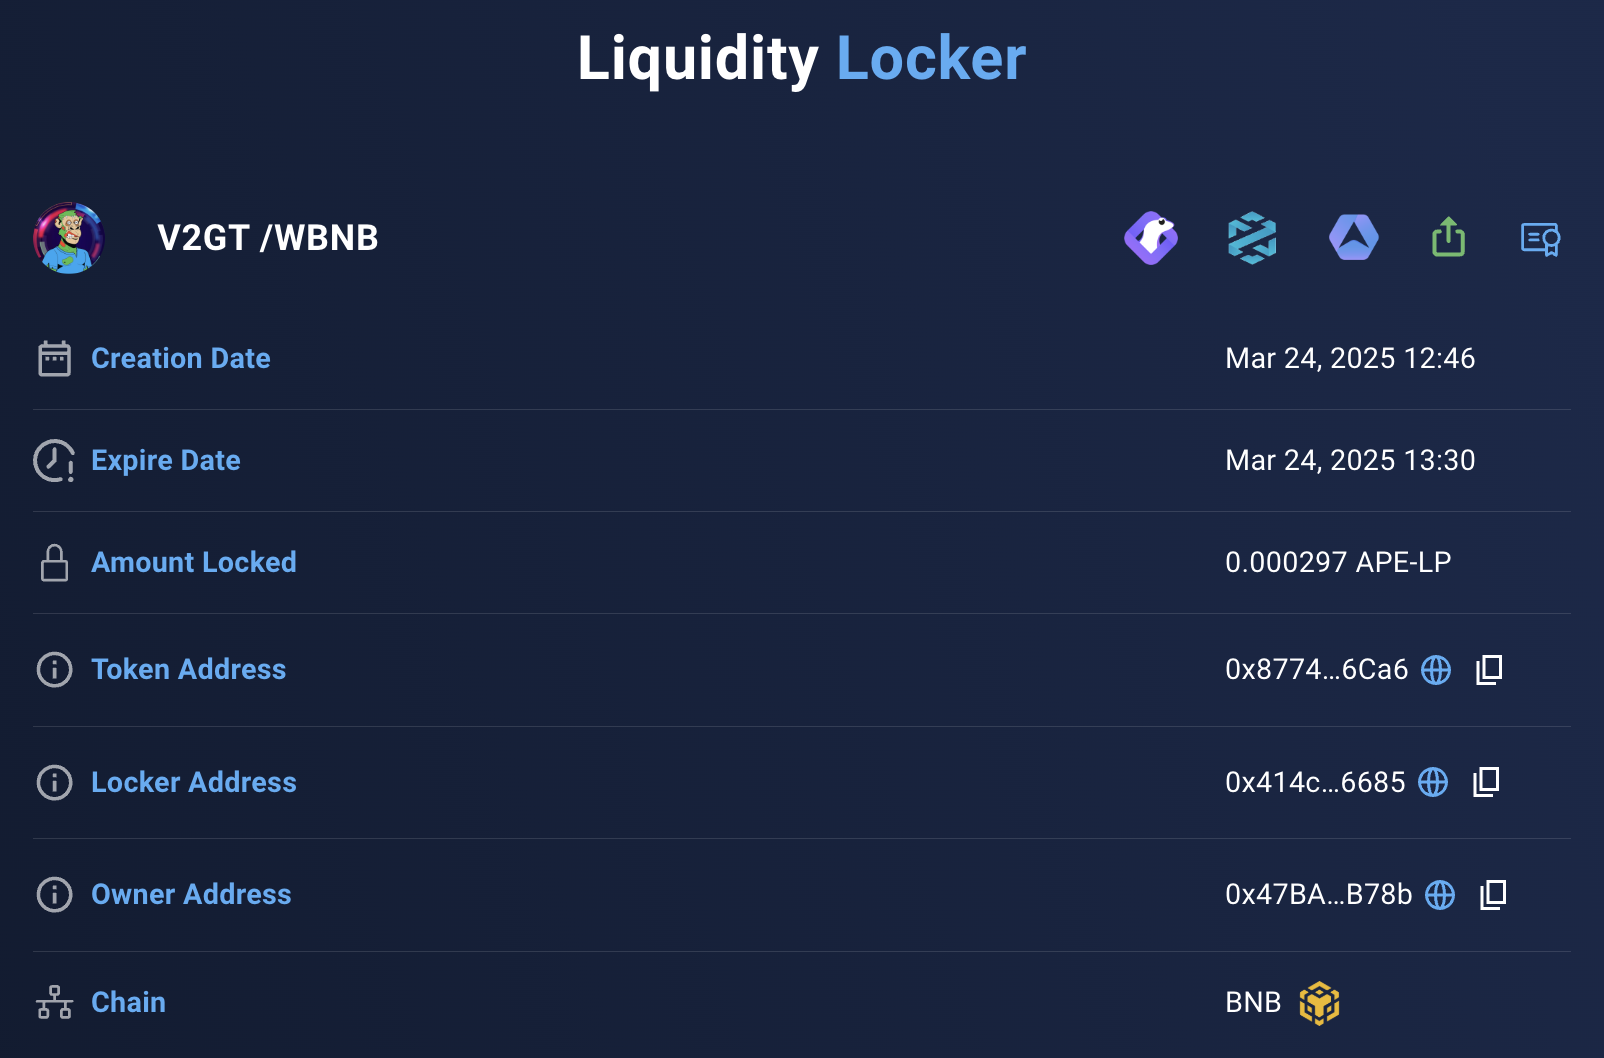 Liquidity Locker
V2GT /WBNB
Creation Date Mar 24, 2025 12:46
Expire Date Mar 24, 2025 13:30
Amount Locked 0.000297 APE-LP
Token Address 0x8774...6Ca6
Locker Address 0x414c...6685
Owner Address 0x47BA...B78b
Chain BNB